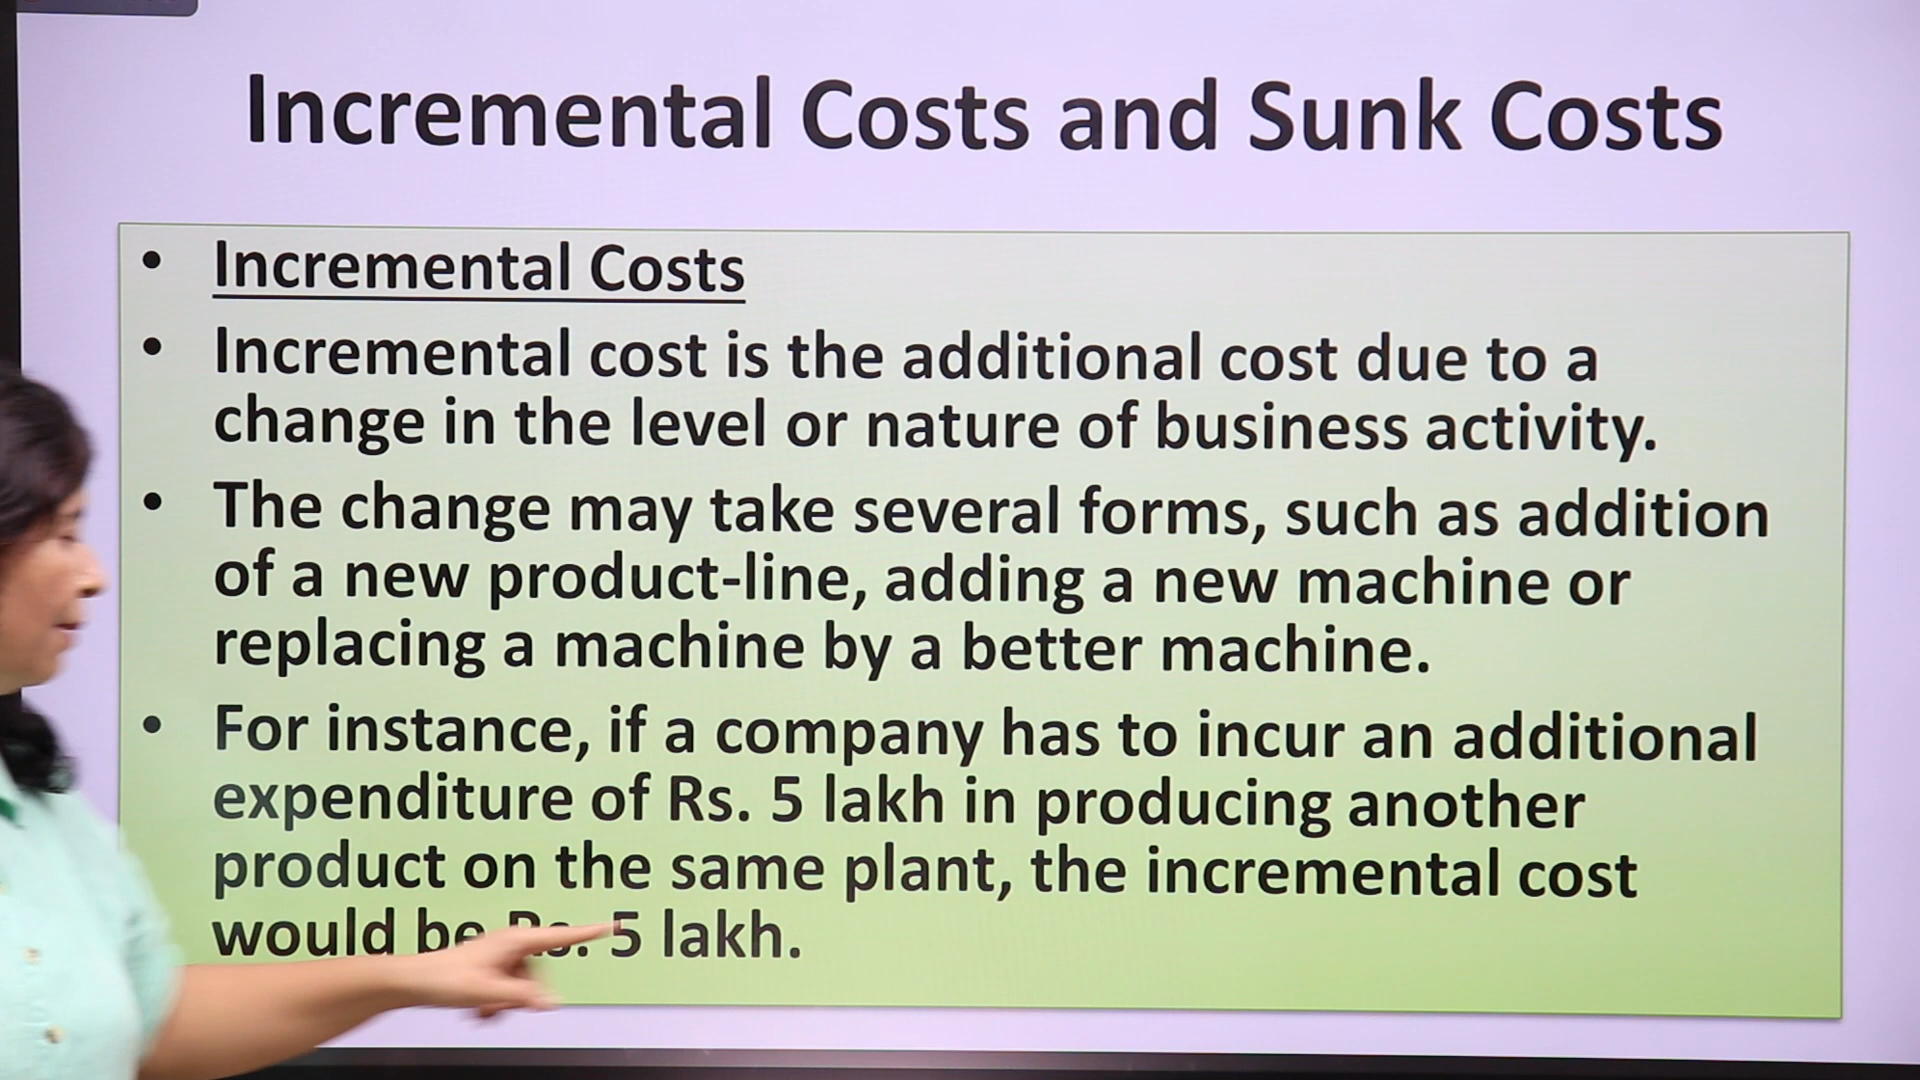 Incremental Costs and Sunk Costs
• Incremental Costs
• Incremental cost is the additional cost due to a
change in the level or nature of business activity.
• The change may take several forms, such as addition
of a new product-line, adding a new machine or
replacing a machine by a better machine.
• For instance, if a company has to incur an additional
expenditure of Rs. 5 lakh in producing another
product on the same plant, the incremental cost
would be Rs. 5 lakh.